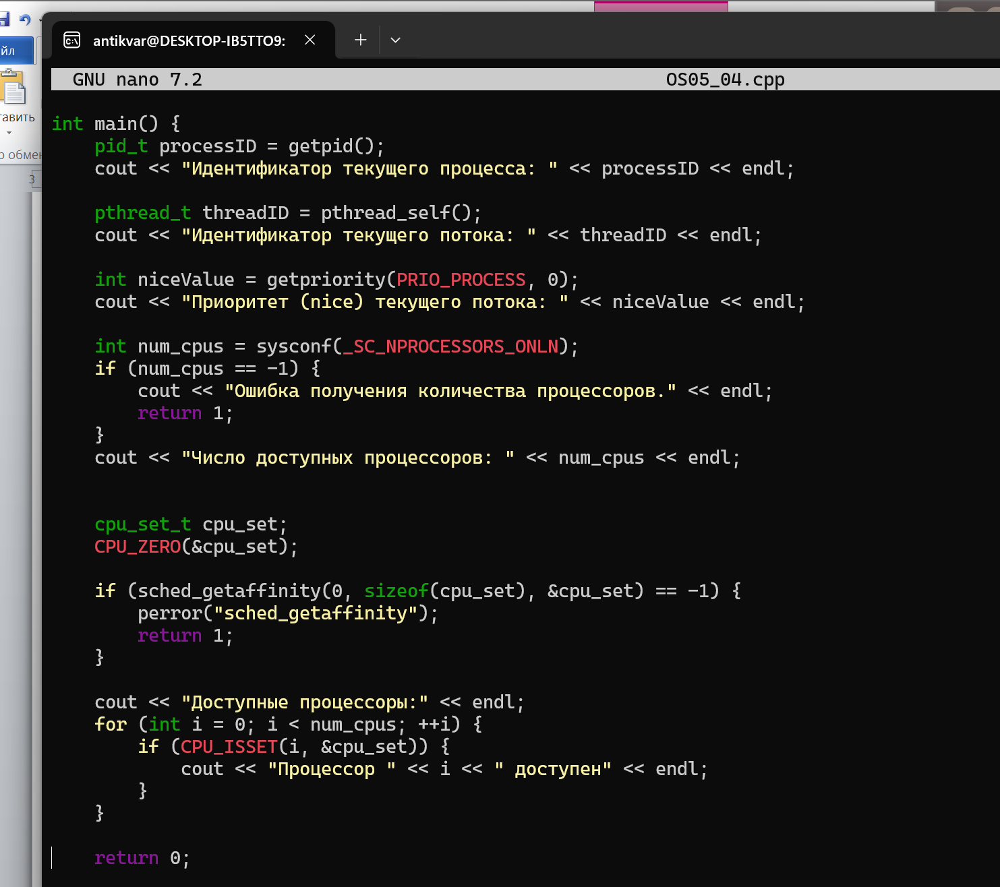 йл
тавить
р обмен
3
antikvar@DESKTOP-IB5TTO9:
GNU nano 7.2 OS05_04.cpp
int main() {
    pid_t processID = getpid();
    cout << "Идентификатор текущего процесса: " << processID << endl;
    pthread_t threadID = pthread_self();
    cout << "Идентификатор текущего потока: " << threadID << endl;
    int niceValue = getpriority(PRIO_PROCESS, 0);
    cout << "Приоритет (nice) текущего потока: " << niceValue << endl;
    int num_cpus = sysconf(_SC_NPROCESSORS_ONLN);
    if (num_cpus == -1) {
        cout << "Ошибка получения количества процессоров." << endl;
        return 1;
    }
    cout << "Число доступных процессоров: " << num_cpus << endl;
    cpu_set_t cpu_set;
    CPU_ZERO(&cpu_set);
    if (sched_getaffinity(0, sizeof(cpu_set), &cpu_set) == -1) {
        perror("sched_getaffinity");
        return 1;
    }
    cout << "Доступные процессоры:" << endl;
    for (int i = 0; i < num_cpus; ++i) {
        if (CPU_ISSET(i, &cpu_set)) {
            cout << "Процессор " << i << " доступен" << endl;
        }
    }
    return 0;